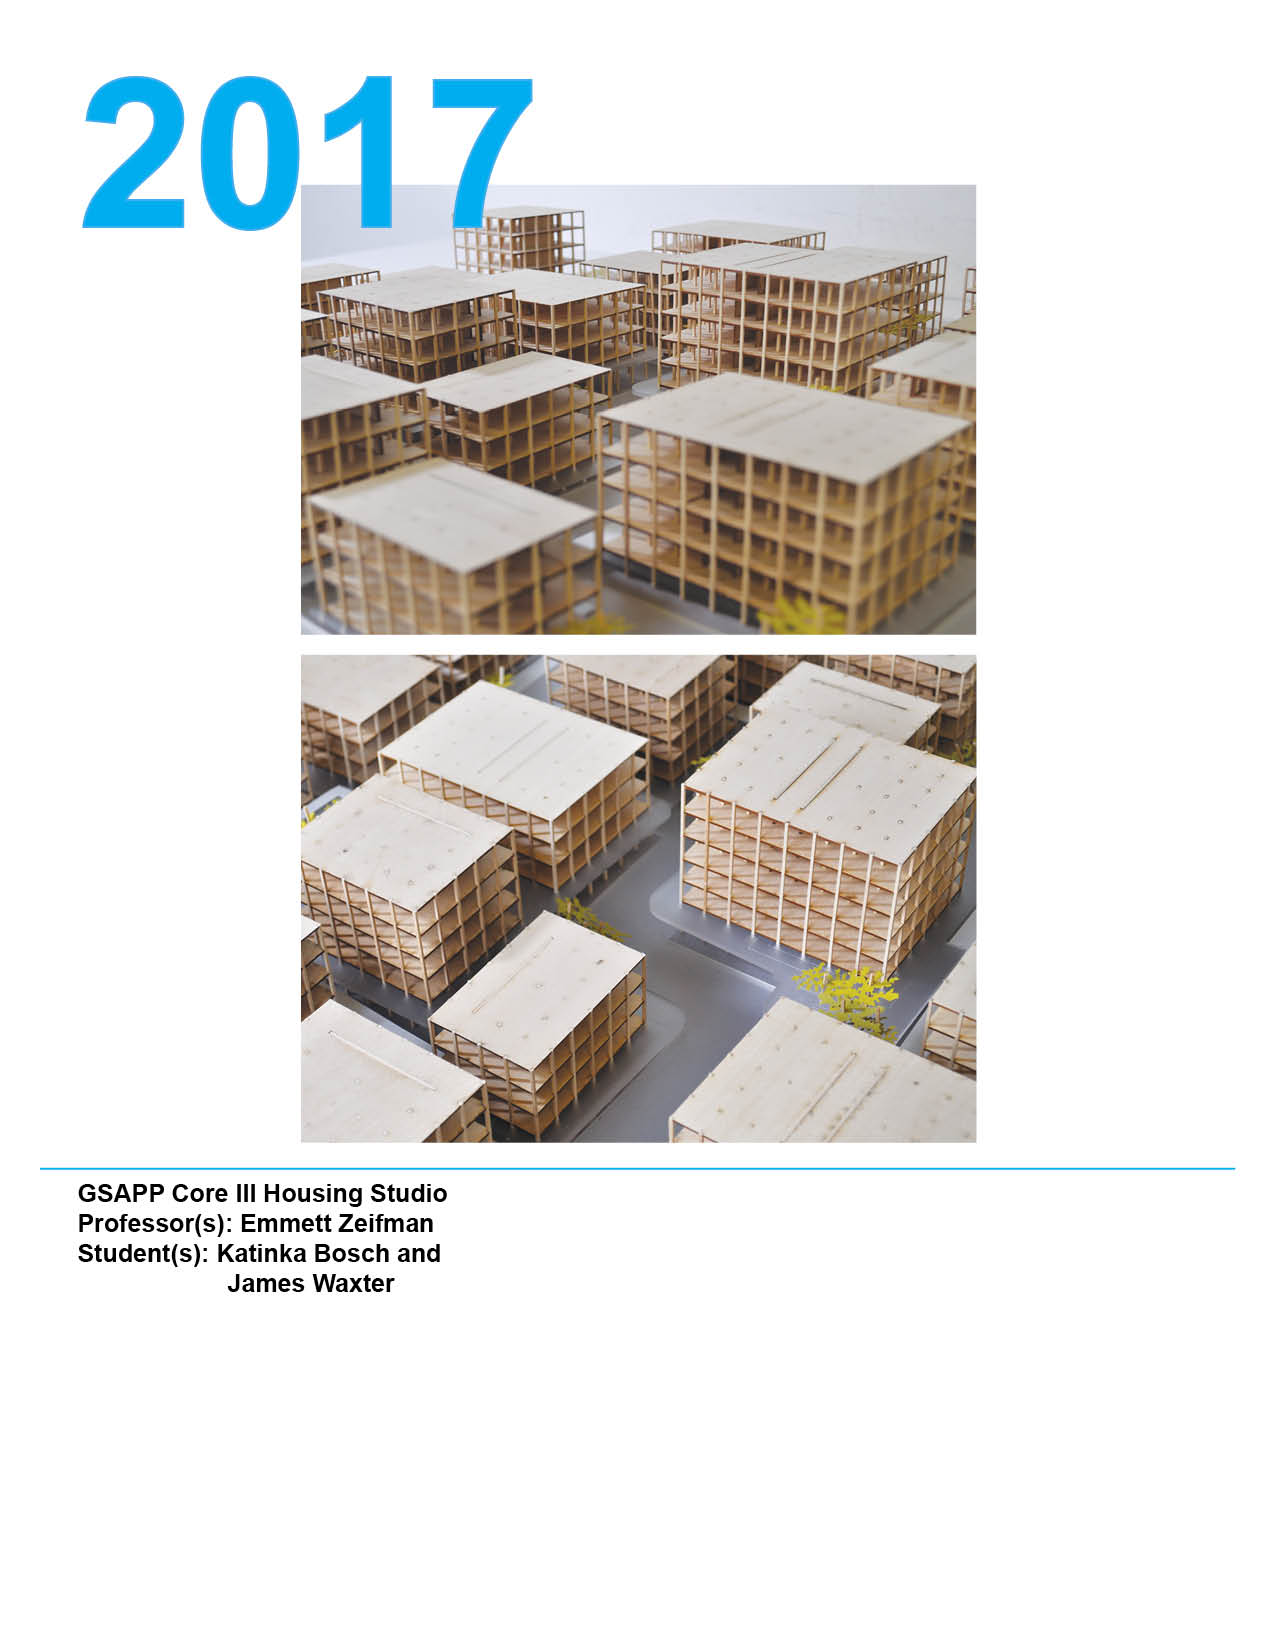 2017
GSAPP Core III Housing Studio
Professor(s): Emmett Zeifman
Student(s): Katinka Bosch and
James Waxter